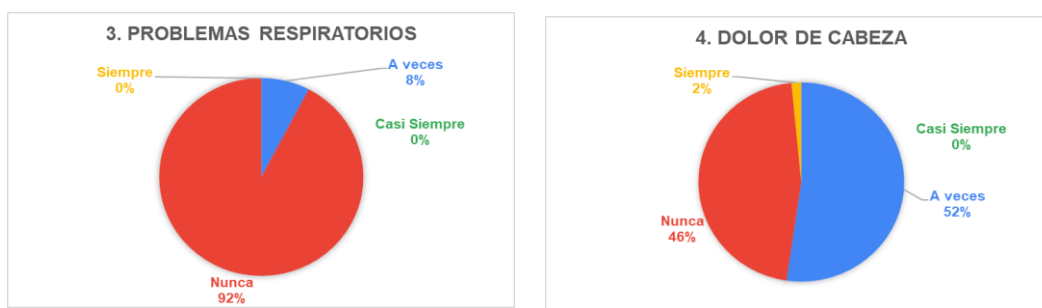 3. PROBLEMAS RESPIRATORIOS
Siempre
0%
A veces
8%
Casi Siempre
0%
Nunca
92%
4. DOLOR DE CABEZA
Siempre
2%
Casi Siempre
0%
A veces
52%
Nunca
46%